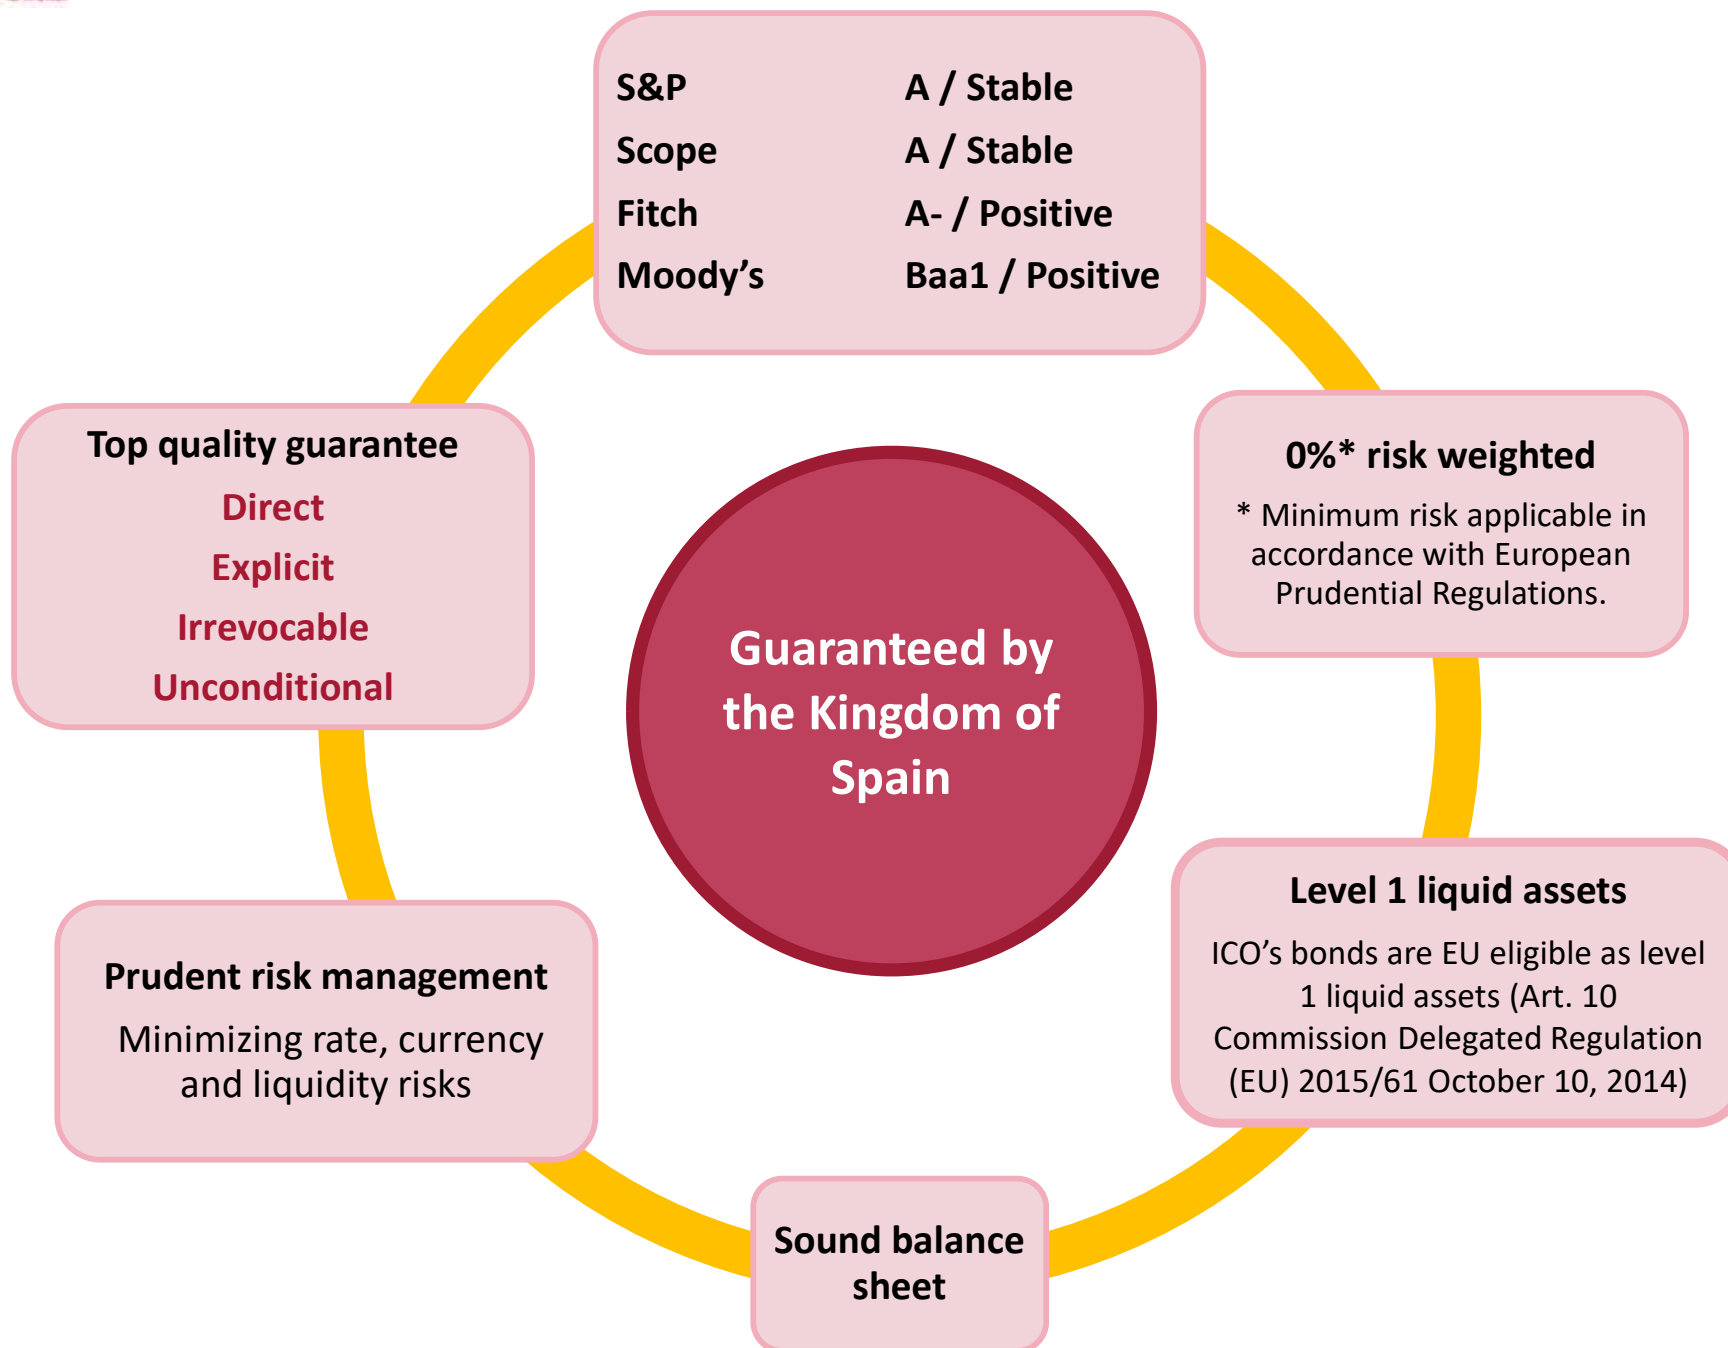 S&P A / Stable
Scope A / Stable
Fitch A- / Positive
Moody’s Baa1 / Positive
Top quality guarantee
Direct
Explicit
Irrevocable
Unconditional
0%* risk weighted
* Minimum risk applicable in
accordance with European
Prudential Regulations.
Guaranteed by
the Kingdom of
Spain
Level 1 liquid assets
ICO’s bonds are EU eligible as level
1 liquid assets (Art. 10
Commission Delegated Regulation
(EU) 2015/61 October 10, 2014)
Prudent risk management
Minimizing rate, currency
and liquidity risks
Sound balance
sheet